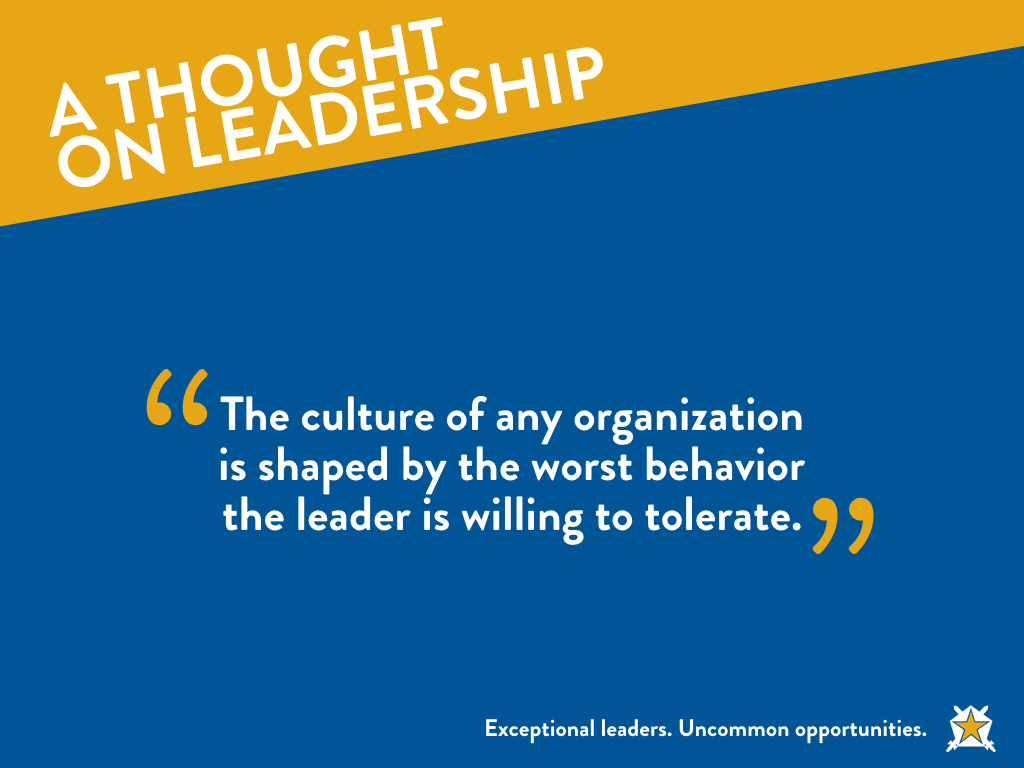 A THOUGHT
ON LEADERSHIP
“The culture of any organization
is shaped by the worst behavior
the leader is willing to tolerate.”
Exceptional leaders. Uncommon opportunities.